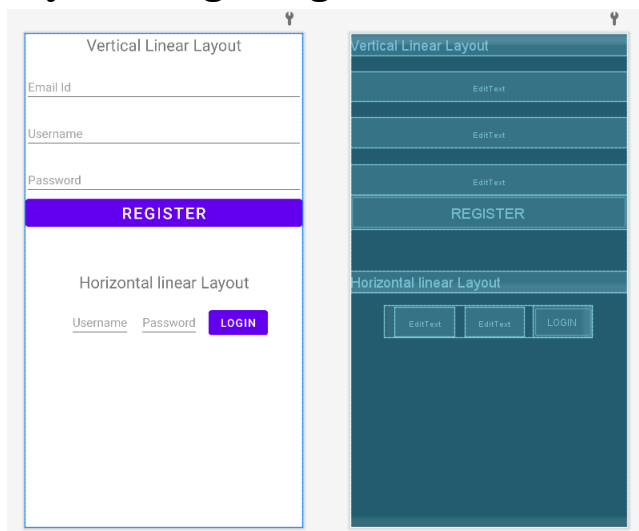 Vertical Linear Layout
Email Id
Username
Password
REGISTER
Horizontal linear Layout
Username Password LOGIN
Vertical Linear Layout
EditText
EditText
EditText
REGISTER
Horizontal linear Layout
EditText EditText LOGIN